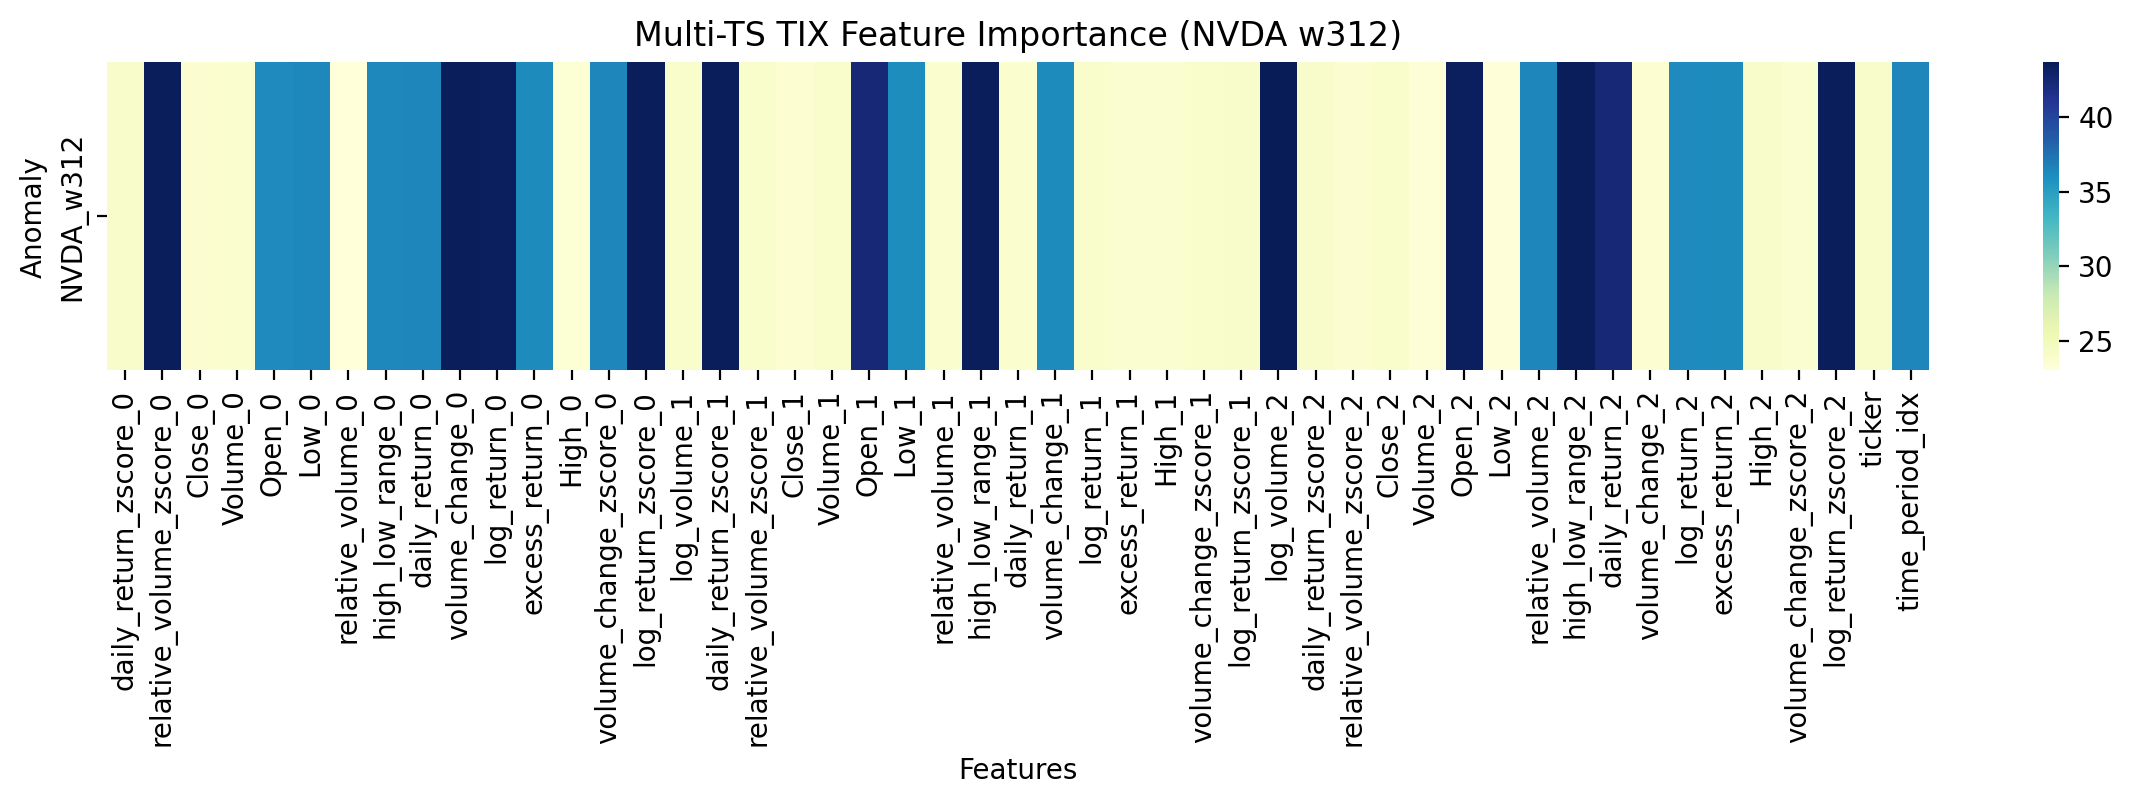 Multi-TS TIX Feature Importance (NVDA w312)
Anomaly
NVDA_w312
40
35
30
25
daily_return_zscore_0
relative_volume_zscore_0
Close_0
Volume_0
Open_0
Low_0
relative_volume_0
high_low_range_0
daily_return_0
volume_change_0
log_return_0
excess_return_0
High_0
volume_change_zscore_0
log_return_zscore_0
log_volume_1
daily_return_zscore_1
relative_volume_zscore_1
Close_1
Volume_1
Open_1
Low_1
relative_volume_1
high_low_range_1
daily_return_1
volume_change_1
log_return_1
excess_return_1
High_1
volume_change_zscore_1
log_return_zscore_1
log_volume_2
daily_return_zscore_2
relative_volume_zscore_2
Close_2
Volume_2
Open_2
Low_2
relative_volume_2
high_low_range_2
daily_return_2
volume_change_2
log_return_2
excess_return_2
High_2
volume_change_zscore_2
log_return_zscore_2
ticker
time_period_idx
Features